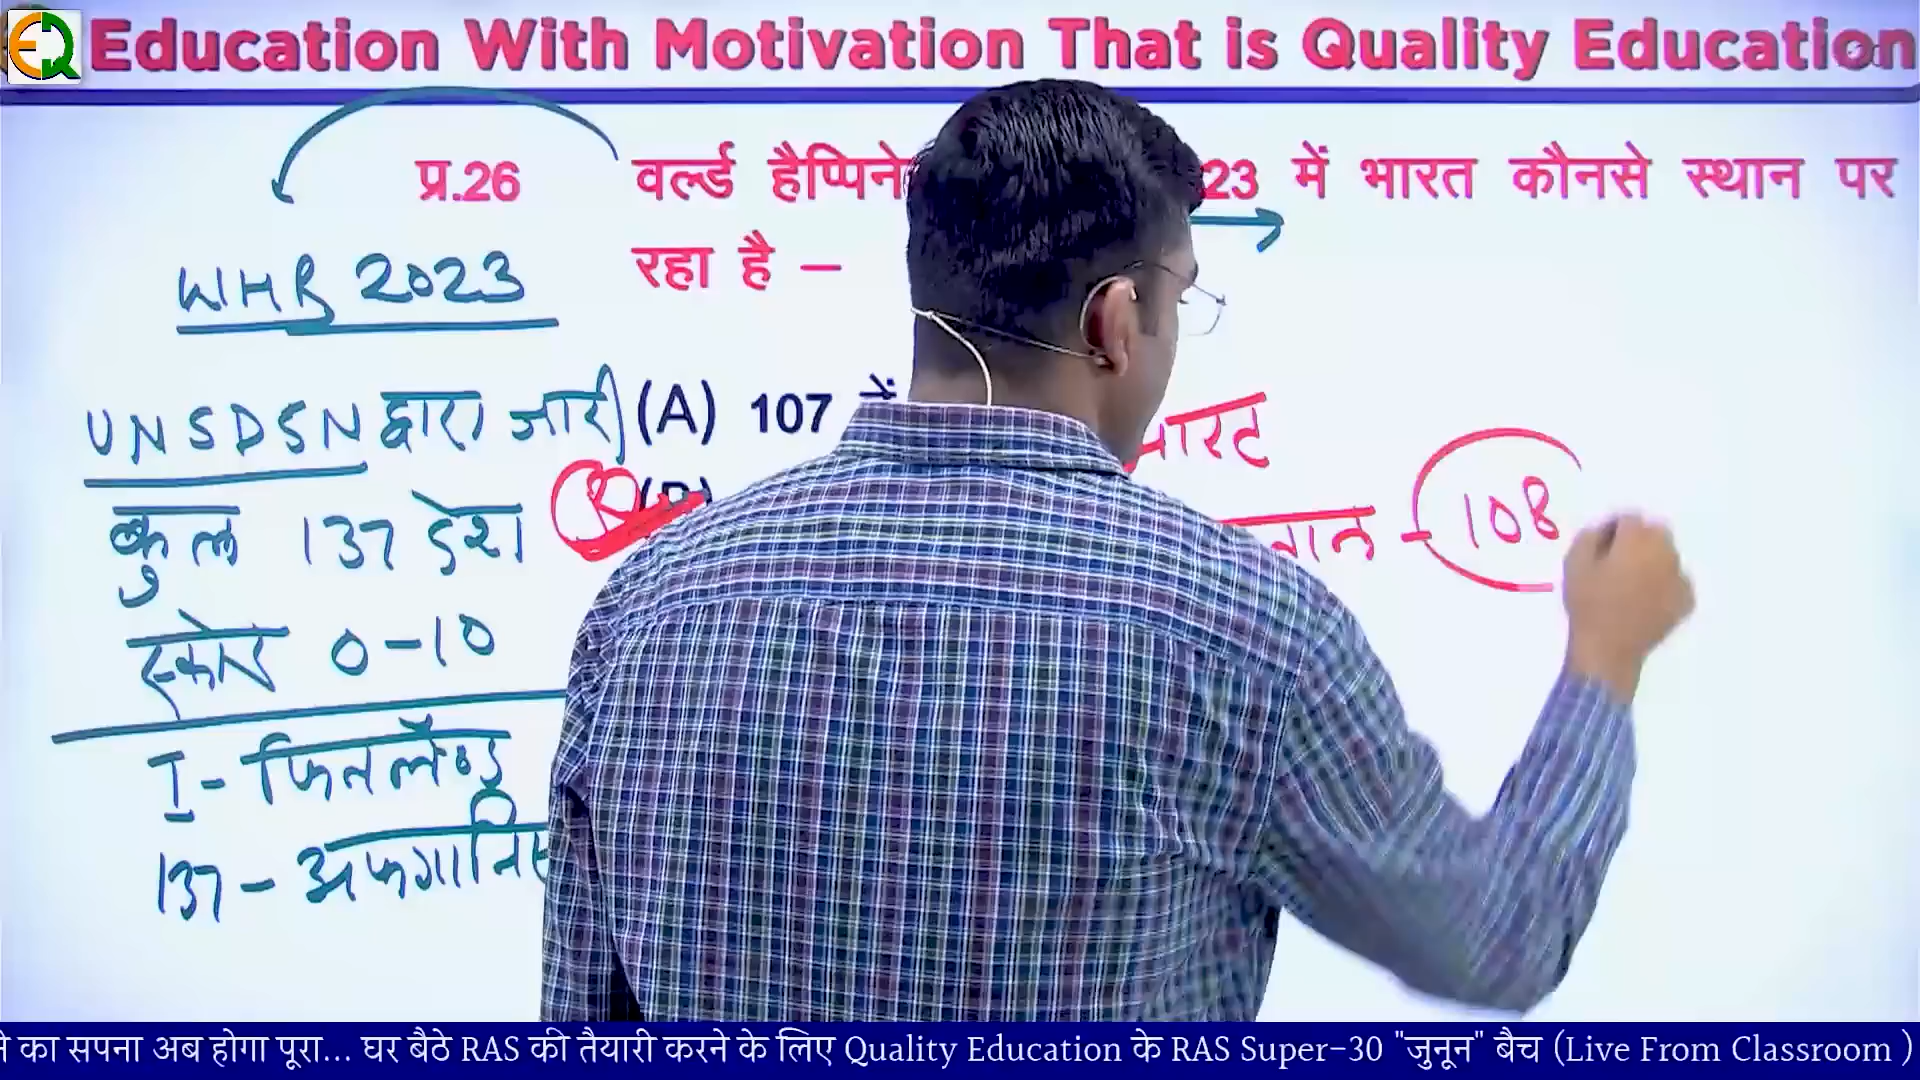 EQ
Education With Motivation That is Quality Education
प्र.26 वर्ल्ड हैप्पिने 23 में भारत कौनसे स्थान पर
रहा है –
WHR 2023
UNSDSN द्वारा जारी
(A) 107
कुल 137 देश
स्कोर 0-10
I - फिनलैण्ड
137 - अफगानिस
108
का सपना अब होगा पूरा... घर बैठे RAS की तैयारी करने के लिए Quality Education के RAS Super-30 "जुनून" बैच (Live From Classroom )